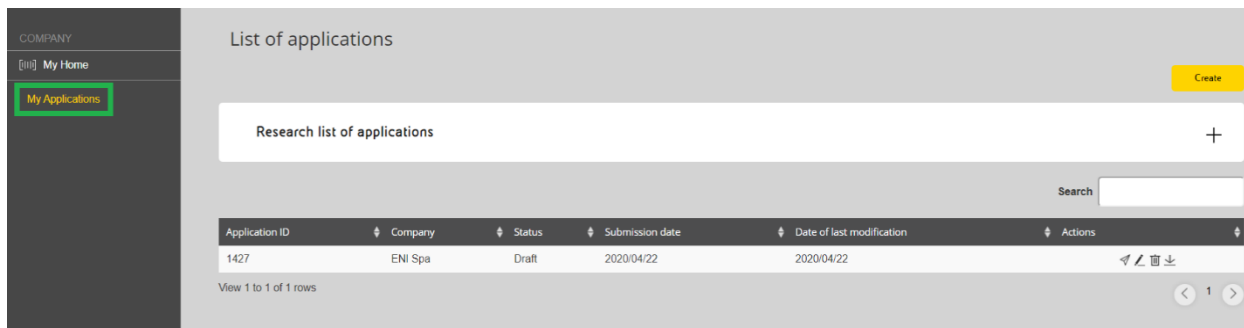 COMPANY
My Home
My Applications
List of applications
Create
Research list of applications
Search
Application ID Company Status Submission date Date of last modification Actions
1427 ENI Spa Draft 2020/04/22 2020/04/22
View 1 to 1 of 1 rows
1